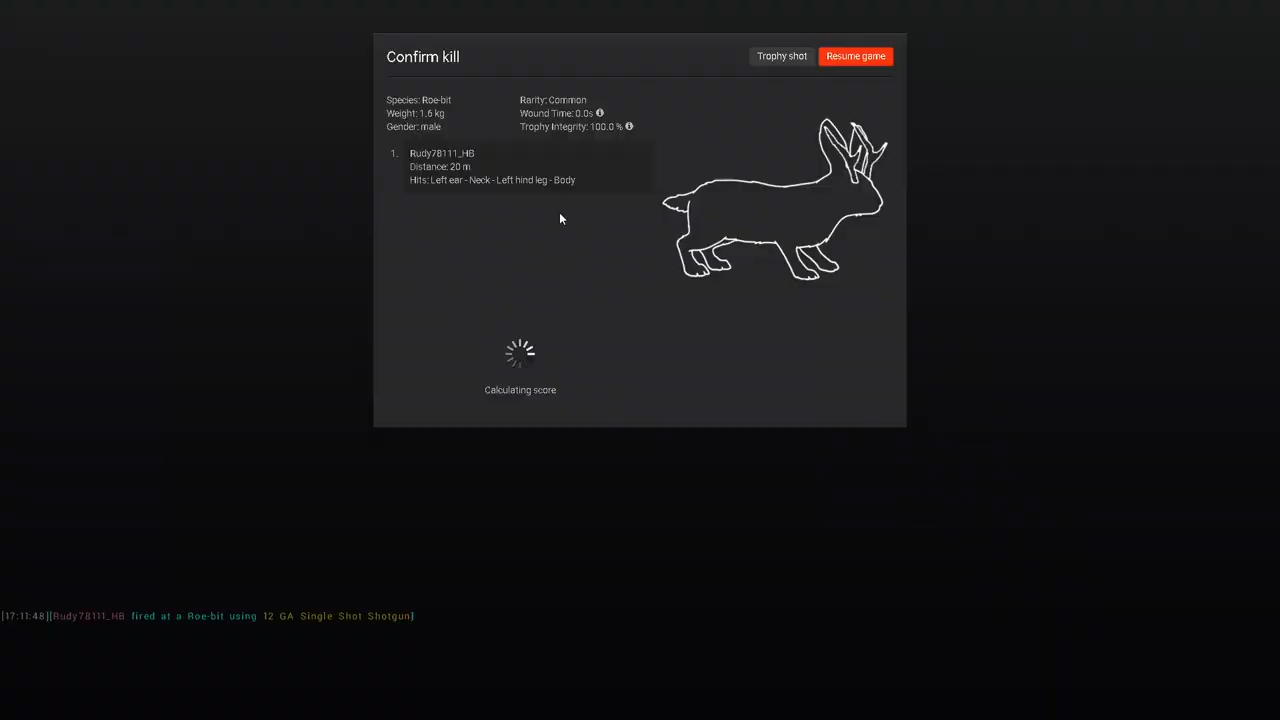 Confirm kill
Trophy shot
Resume game
Species: Roe-bit
Rarity: Common
Weight: 1.6 kg
Wound Time: 0.0s
Gender: male
Trophy Integrity: 100.0 %
1. Rudy78111_HB
Distance: 20 m
Hits: Left ear - Neck - Left hind leg - Body
Calculating score
[17:11:48][Rudy78111_HB fired at a Roe-bit using 12 GA Single Shot Shotgun]